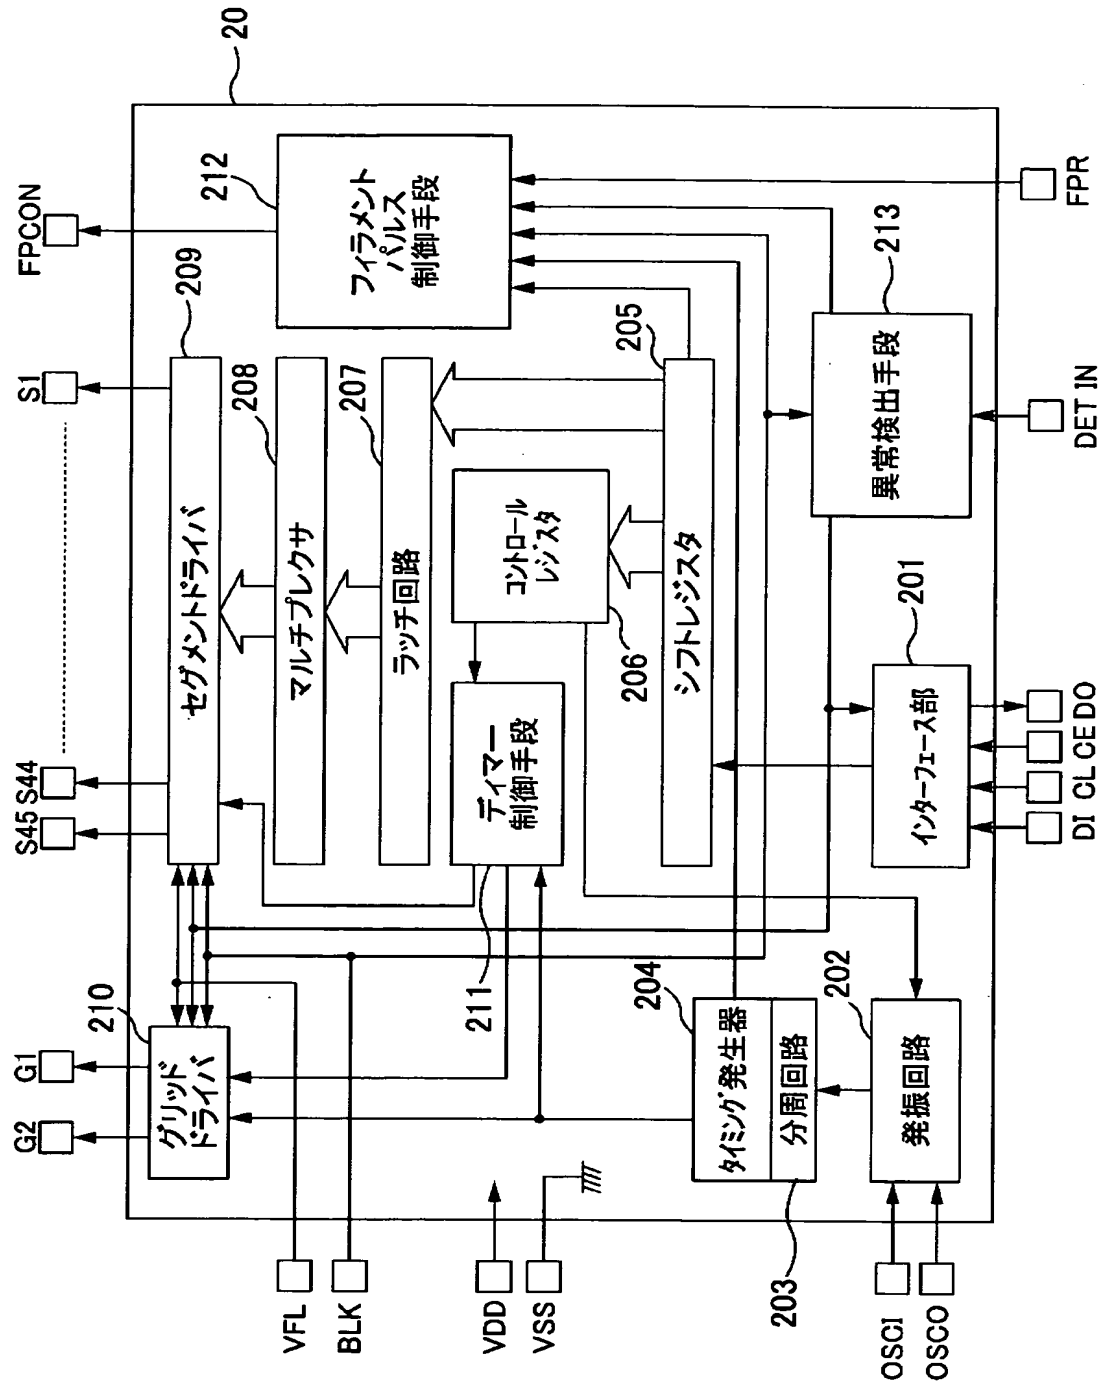 20
FPCON
S1
S44
S45
G1
G2
212
フィラメント
パルス
制御手段
209
セグメントドライバ
208
マルチプレクサ
207
ラッチ回路
コントロール
レジスタ
206
205
シフトレジスタ
210
グリッド
ドライバ
211
ディマー
制御手段
204
タイミング発生器
分周回路
203
202
発振回路
201
インターフェース部
213
異常検出手段
VFL
BLK
VDD
VSS
OSCI
OSCO
DI
CL
CE
DO
DET IN
FPR